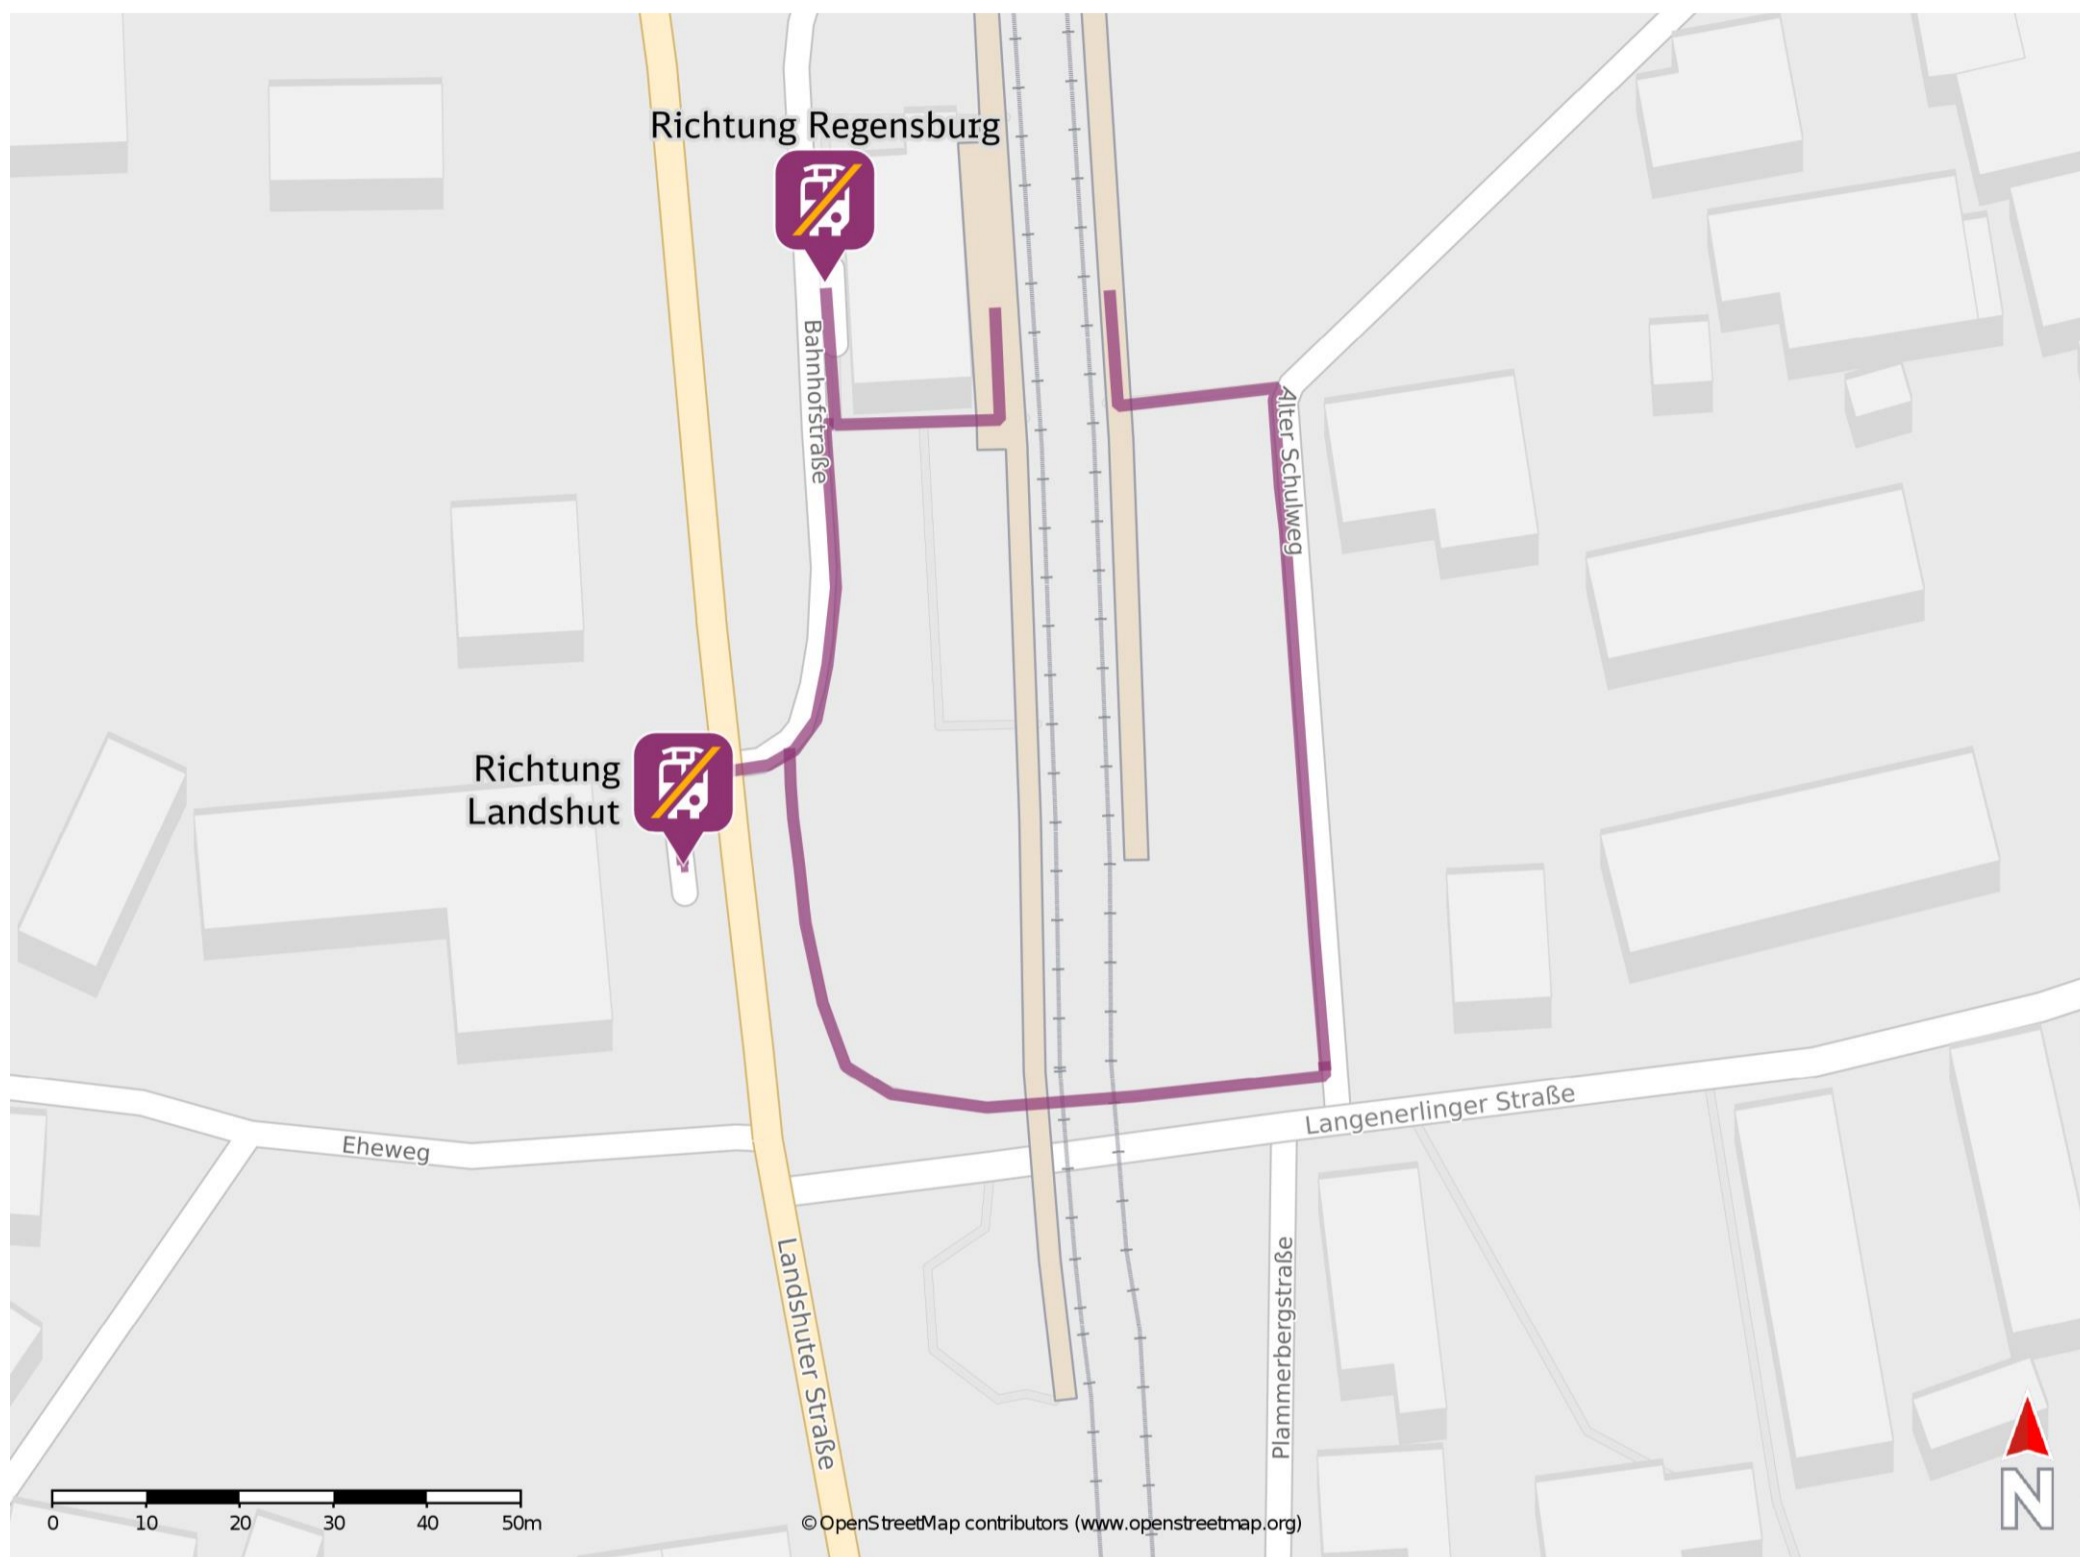 Richtung Regensburg
Bahnhofstraße
Alter Schulweg
Richtung
Landshut
Langenerlinger Straße
Eheweg
Landshuter Straße
Plammerbergstraße
0 10 20 30 40 50m
© OpenStreetMap contributors (www.openstreetmap.org)
N